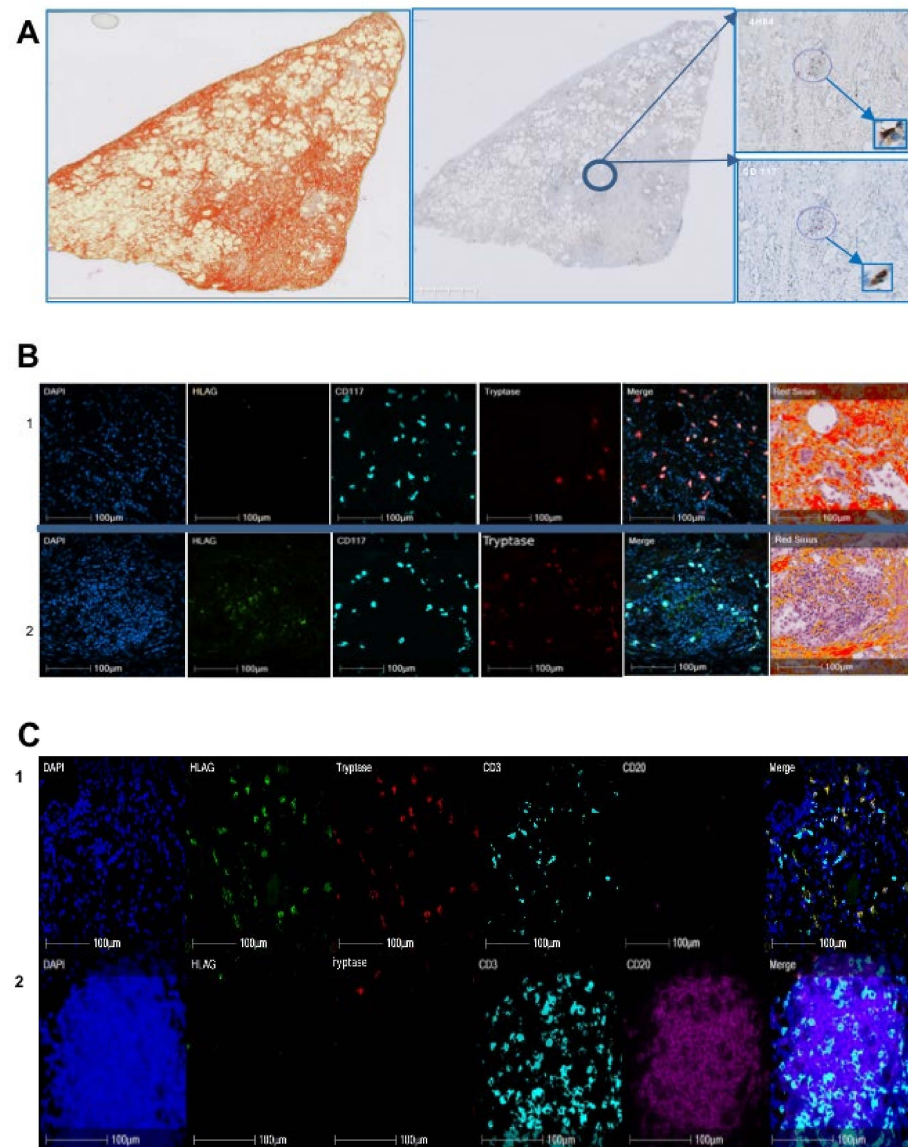 A
4H84
CD 117
B
DAPI HLAG CD117 Tryptase Merge Red Sirius
1
100µm 100µm 100µm 100µm 100µm 100µm
DAPI HLAG CD117 Tryptase Merge Red Sirius
2
100µm 100µm 100µm 100µm 100µm 100µm
C
1
DAPI HLAG Tryptase CD3 CD20 Merge
100µm 100µm 100µm 100µm 100µm 100µm
2
DAPI HLAG ryptase CD3 CD20 Merge
100µm 100µm 100µm 100µm 100µm 100µm